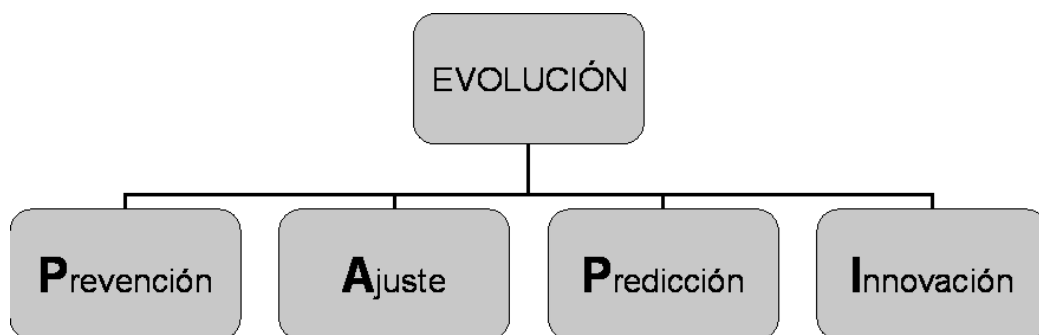 EVOLUCIÓN
Prevención
Ajuste
Predicción
Innovación